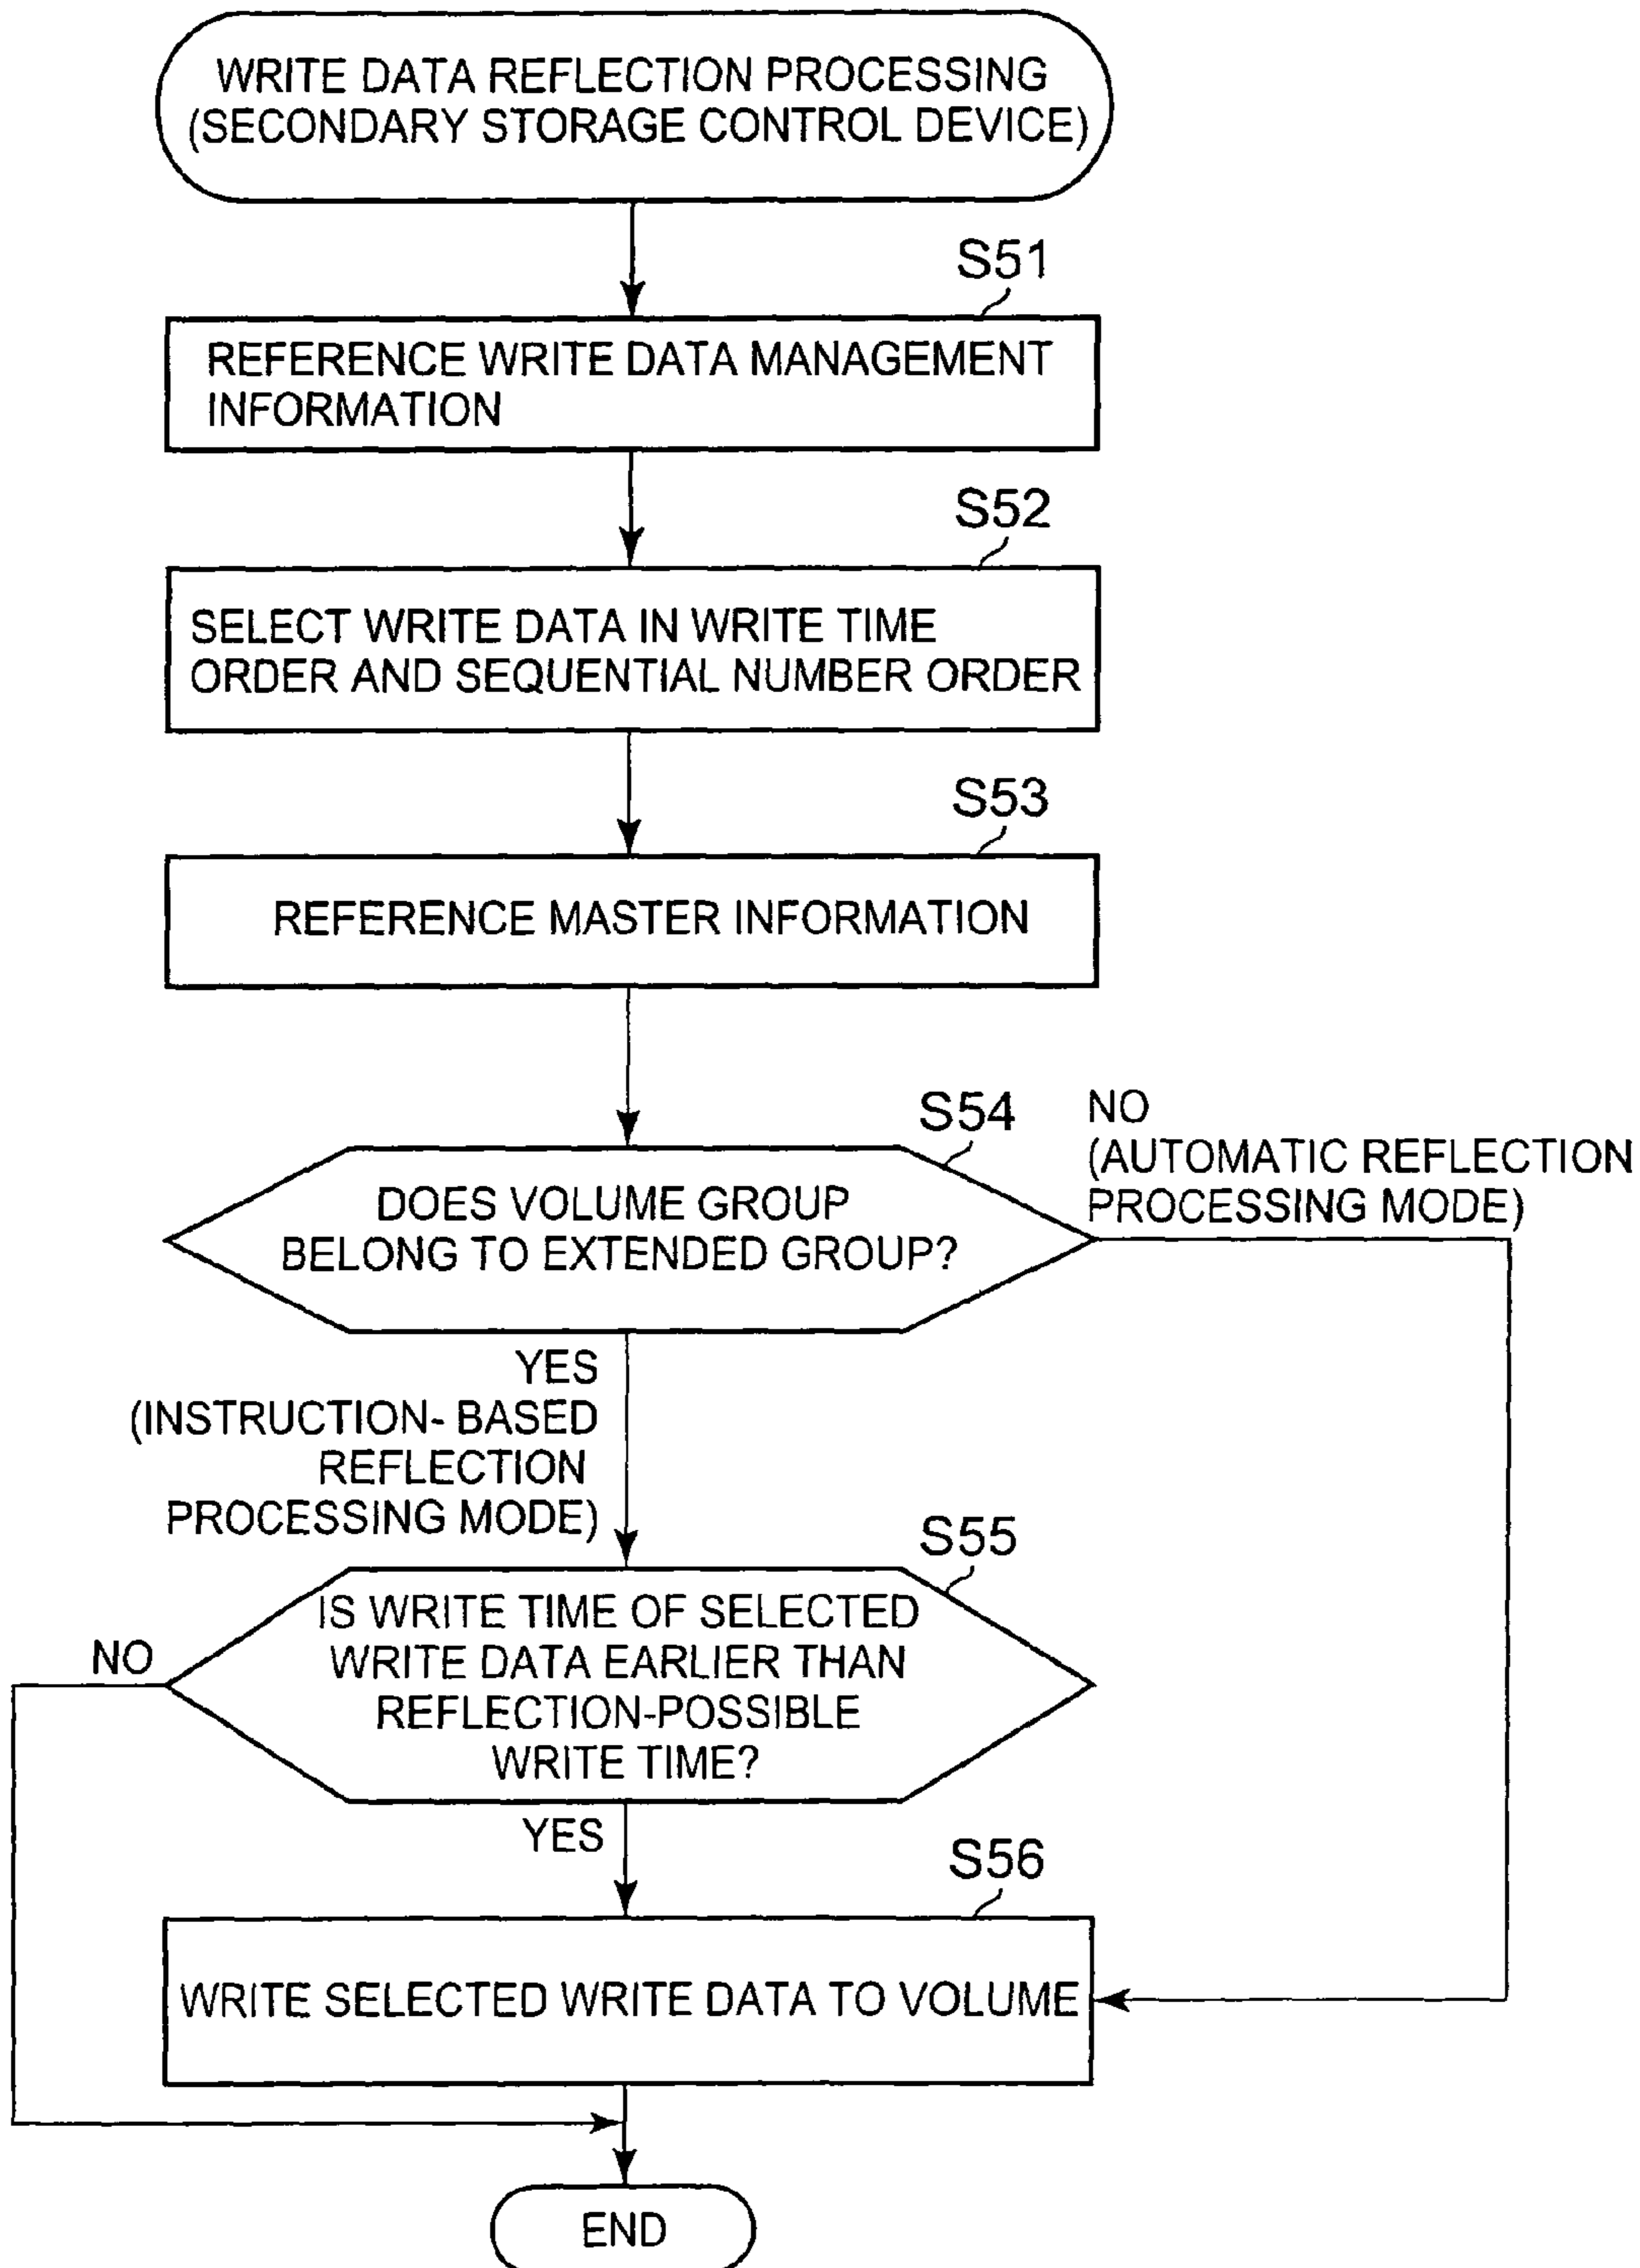 WRITE DATA REFLECTION PROCESSING
(SECONDARY STORAGE CONTROL DEVICE)
S51
REFERENCE WRITE DATA MANAGEMENT
INFORMATION
S52
SELECT WRITE DATA IN WRITE TIME
ORDER AND SEQUENTIAL NUMBER ORDER
S53
REFERENCE MASTER INFORMATION
S54
NO
(AUTOMATIC REFLECTION
PROCESSING MODE)
DOES VOLUME GROUP
BELONG TO EXTENDED GROUP?
YES
(INSTRUCTION- BASED
REFLECTION
PROCESSING MODE)
S55
IS WRITE TIME OF SELECTED
WRITE DATA EARLIER THAN
REFLECTION-POSSIBLE
WRITE TIME?
NO
YES
S56
WRITE SELECTED WRITE DATA TO VOLUME
END